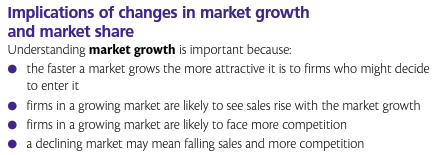 Implications of changes in market growth
and market share
Understanding market growth is important because:
● the faster a market grows the more attractive it is to firms who might decide
to enter it
● firms in a growing market are likely to see sales rise with the market growth
● firms in a growing market are likely to face more competition
● a declining market may mean falling sales and more competition